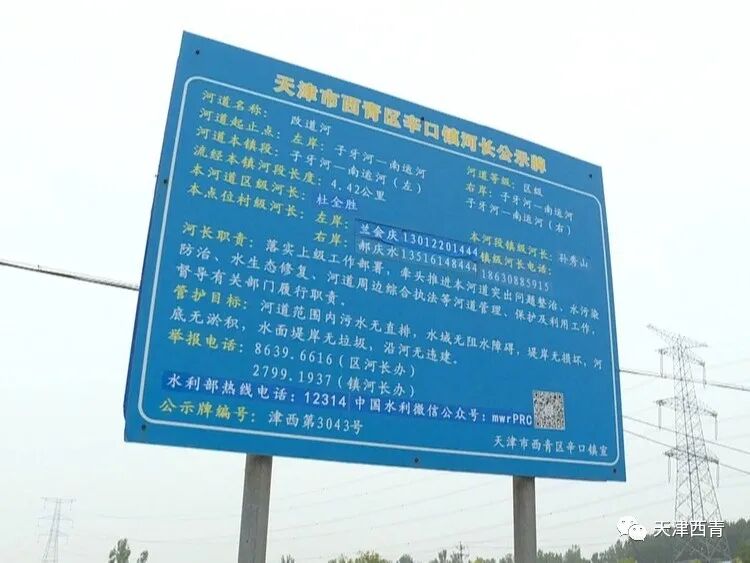 天津市西青区辛口镇河长公示牌
河道名称: 改道河 河道等级: 区级
河道起止点: 左岸: 子牙河—南运河 右岸: 子牙河—南运河
河道本镇段: 子牙河—南运河(左) 子牙河—南运河(右)
流经本镇河段长度: 4.42公里
本河道区级河长: 杜全胜 本河段镇级河长: 孙秀山
本点位村级河长: 左岸: 兰会庆13012201444 镇级河长电话:
右岸: 郝庆水13516148444 18630885915
河长职责: 落实上级工作部署, 牵头推进本河道突出问题整治, 水污染
防治、水生态修复、河道周边综合执法等河道管理、保护及利用工作,
督导有关部门履行职责。
管护目标: 河道范围内污水无直排, 水域无阻水障碍, 堤岸无损坏, 河
底无淤积, 水面堤岸无垃圾, 沿河无违建。
举报电话: 8639.6616(区河长办)
2799.1937(镇河长办)
水利部热线电话: 12314 中国水利微信公众号: mwrPRC
公示牌编号: 津西第3043号
天津市西青区辛口镇宣
天津西青